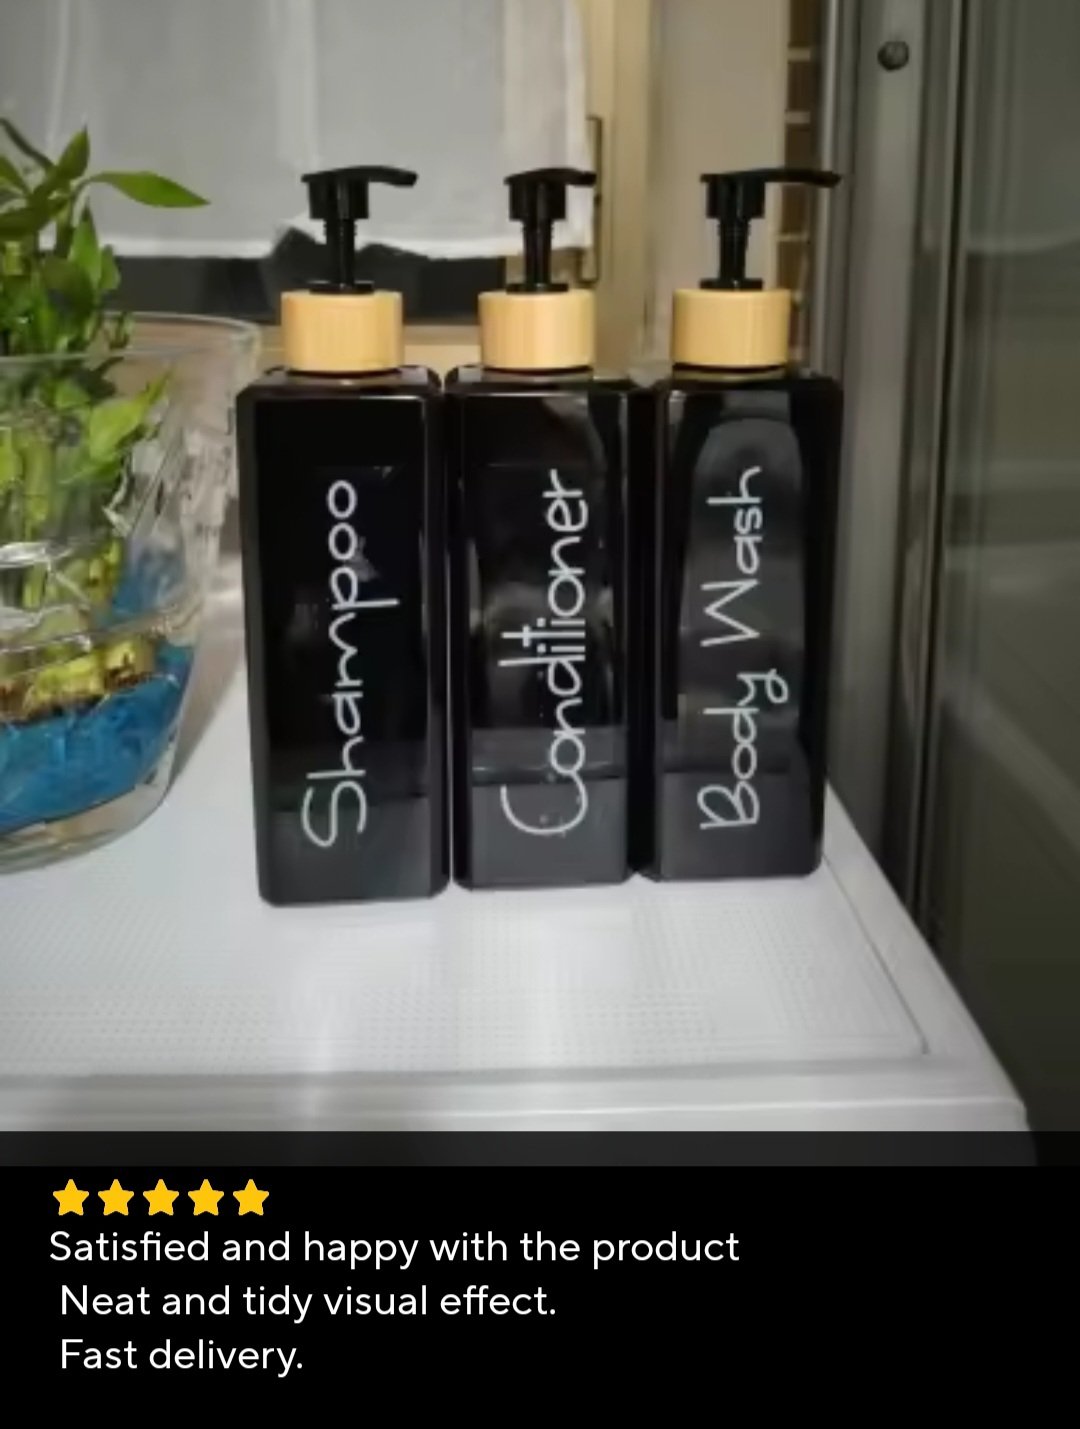 Shampoo
Conditioner
Body Wash
Satisfied and happy with the product
Neat and tidy visual effect.
Fast delivery.